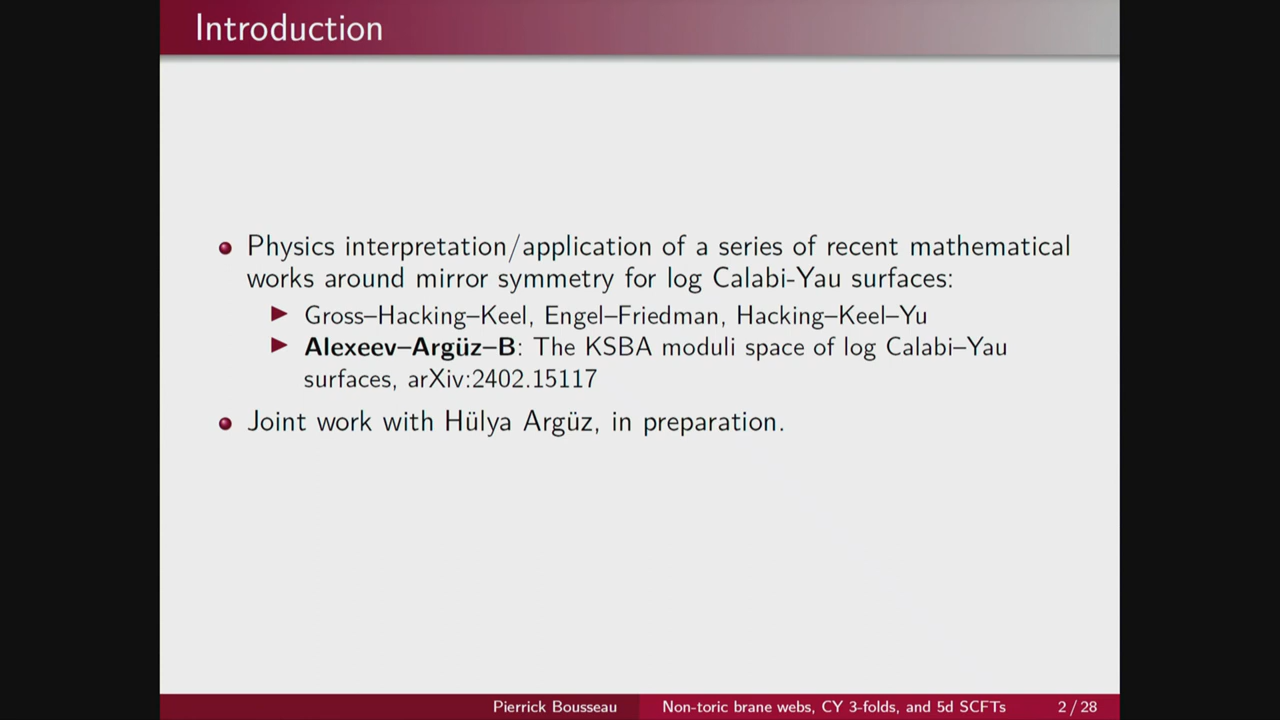 Introduction
Physics interpretation/application of a series of recent mathematical
works around mirror symmetry for log Calabi-Yau surfaces:
Gross–Hacking–Keel, Engel–Friedman, Hacking–Keel–Yu
Alexeev–Argüz–B: The KSBA moduli space of log Calabi–Yau
surfaces, arXiv:2402.15117
Joint work with Hülya Argüz, in preparation.
Pierrick Bousseau Non-toric brane webs, CY 3-folds, and 5d SCFTs 2 / 28